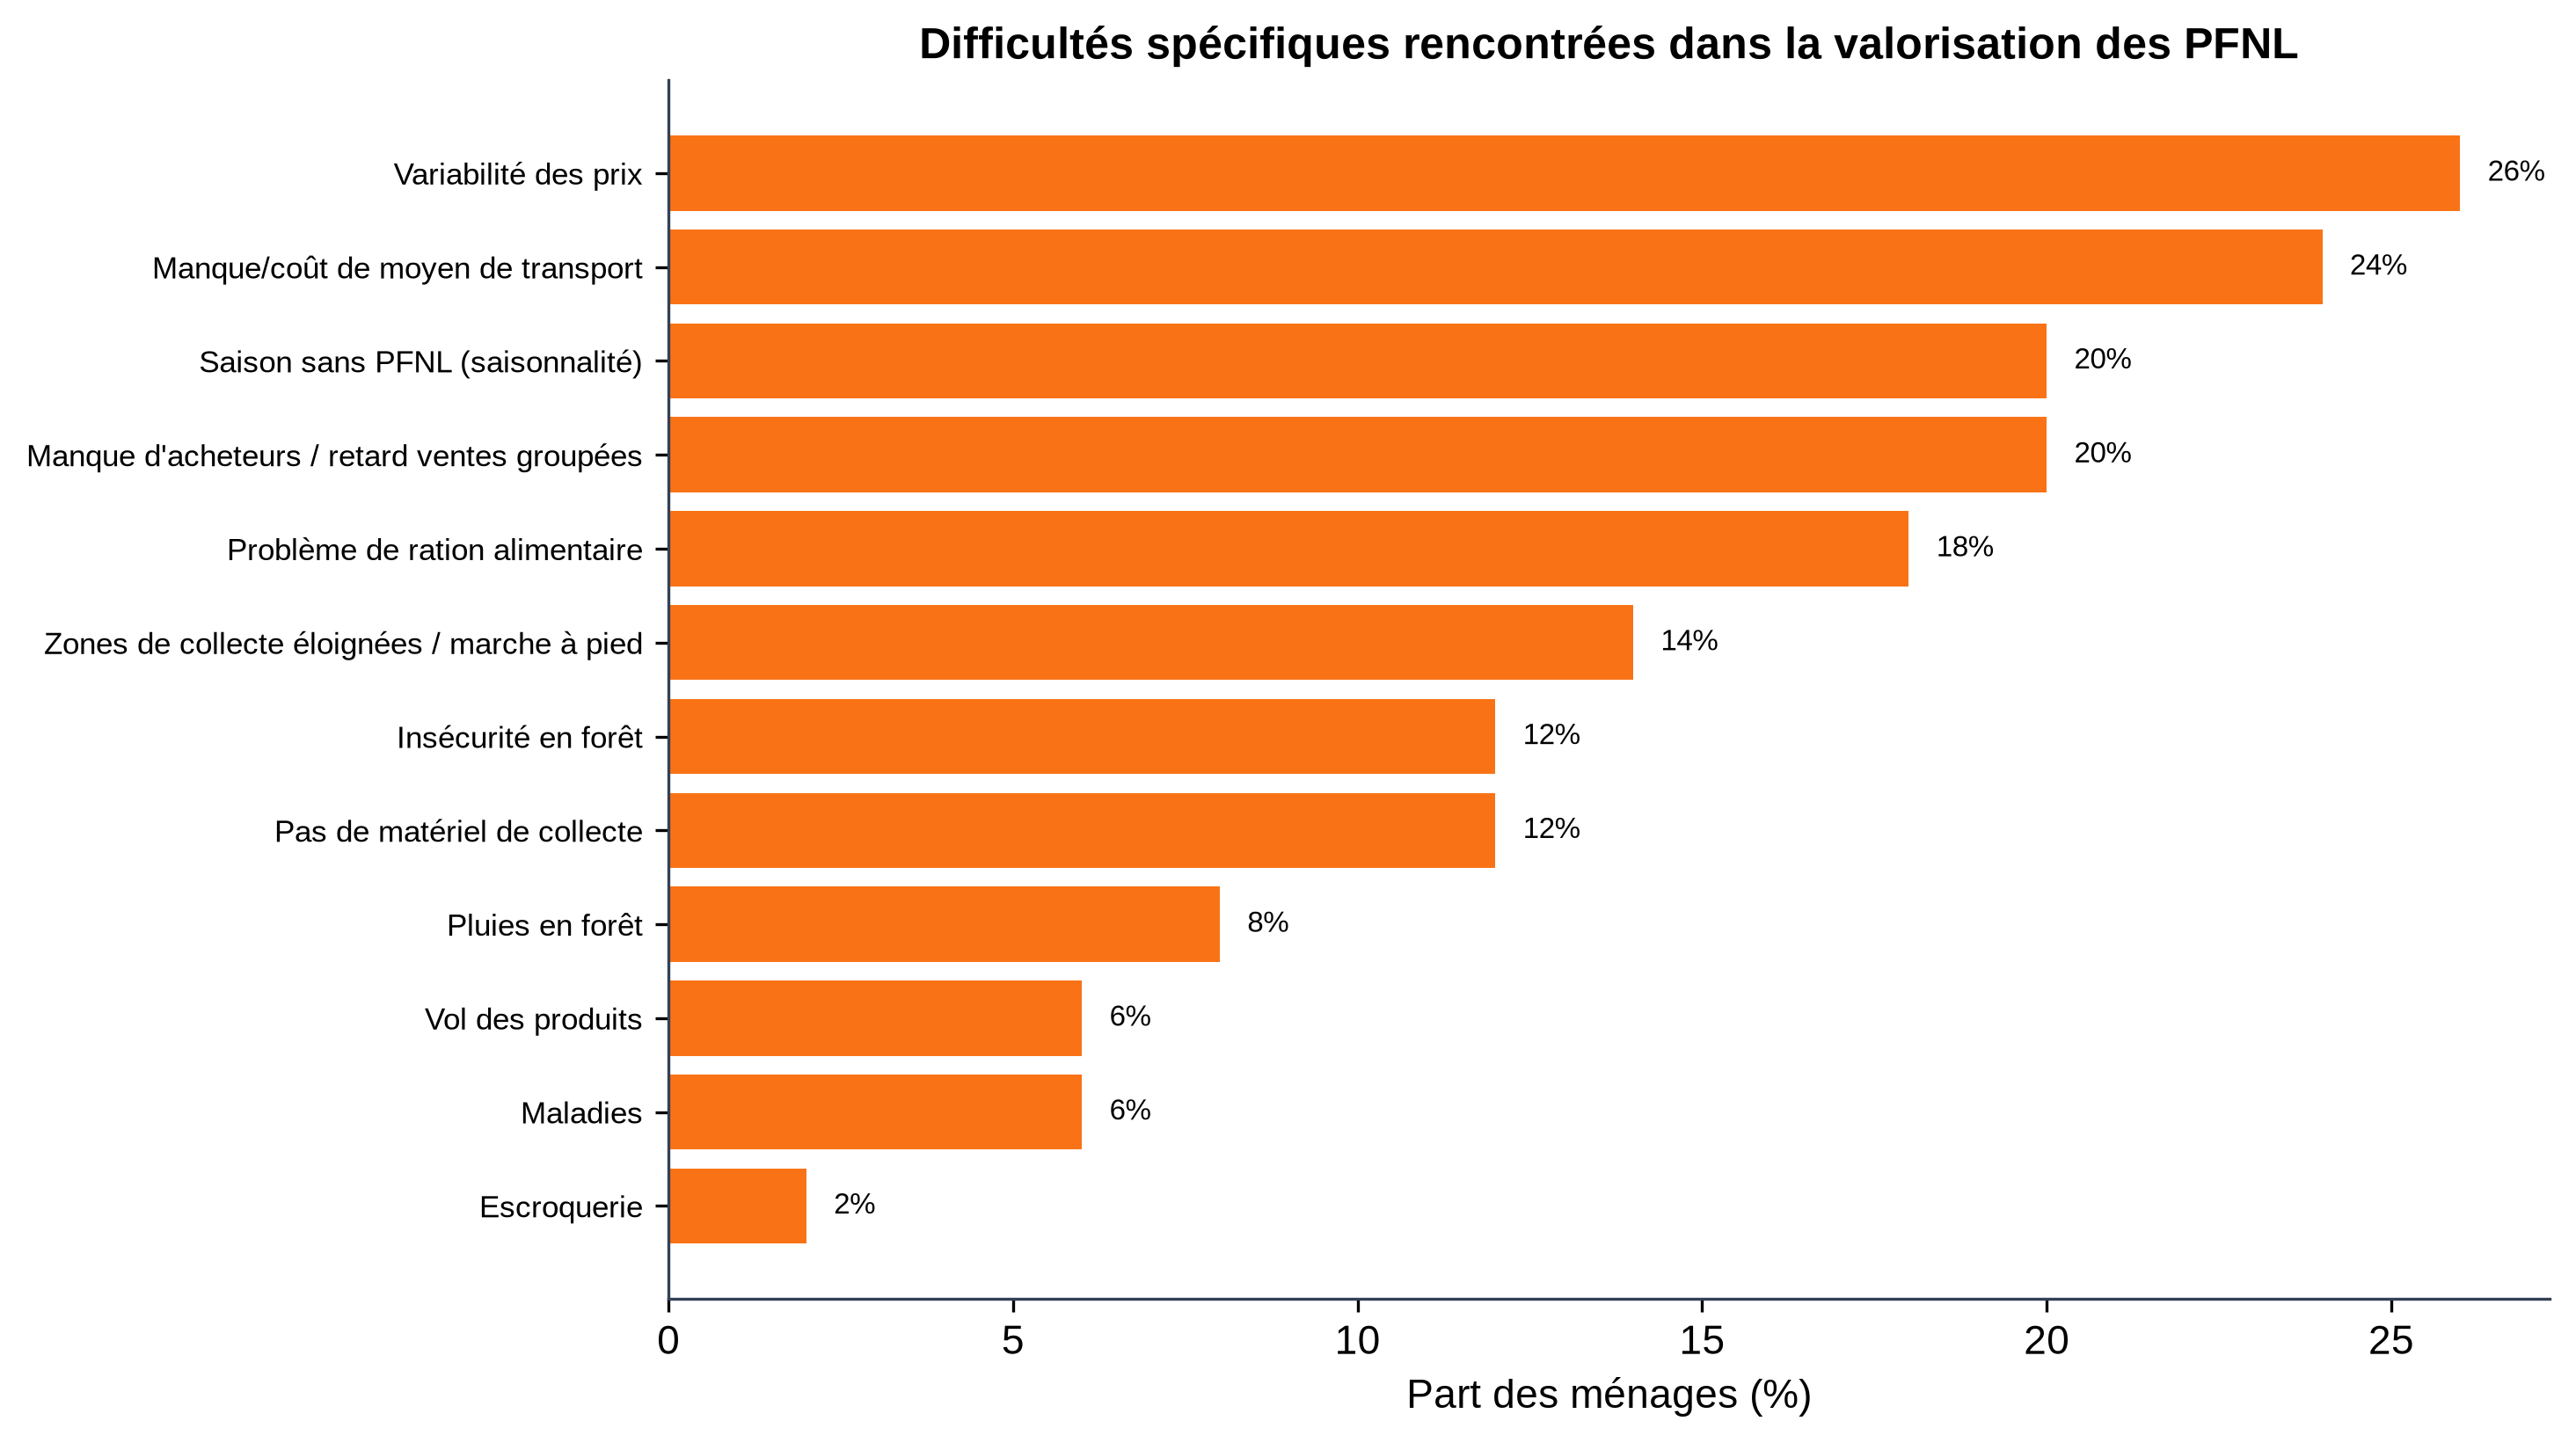 Difficultés spécifiques rencontrées dans la valorisation des PFNL
Variabilité des prix 26%
Manque/coût de moyen de transport 24%
Saison sans PFNL (saisonnalité) 20%
Manque d'acheteurs / retard ventes groupées 20%
Problème de ration alimentaire 18%
Zones de collecte éloignées / marche à pied 14%
Insécurité en forêt 12%
Pas de matériel de collecte 12%
Pluies en forêt 8%
Vol des produits 6%
Maladies 6%
Escroquerie 2%
0 5 10 15 20 25
Part des ménages (%)